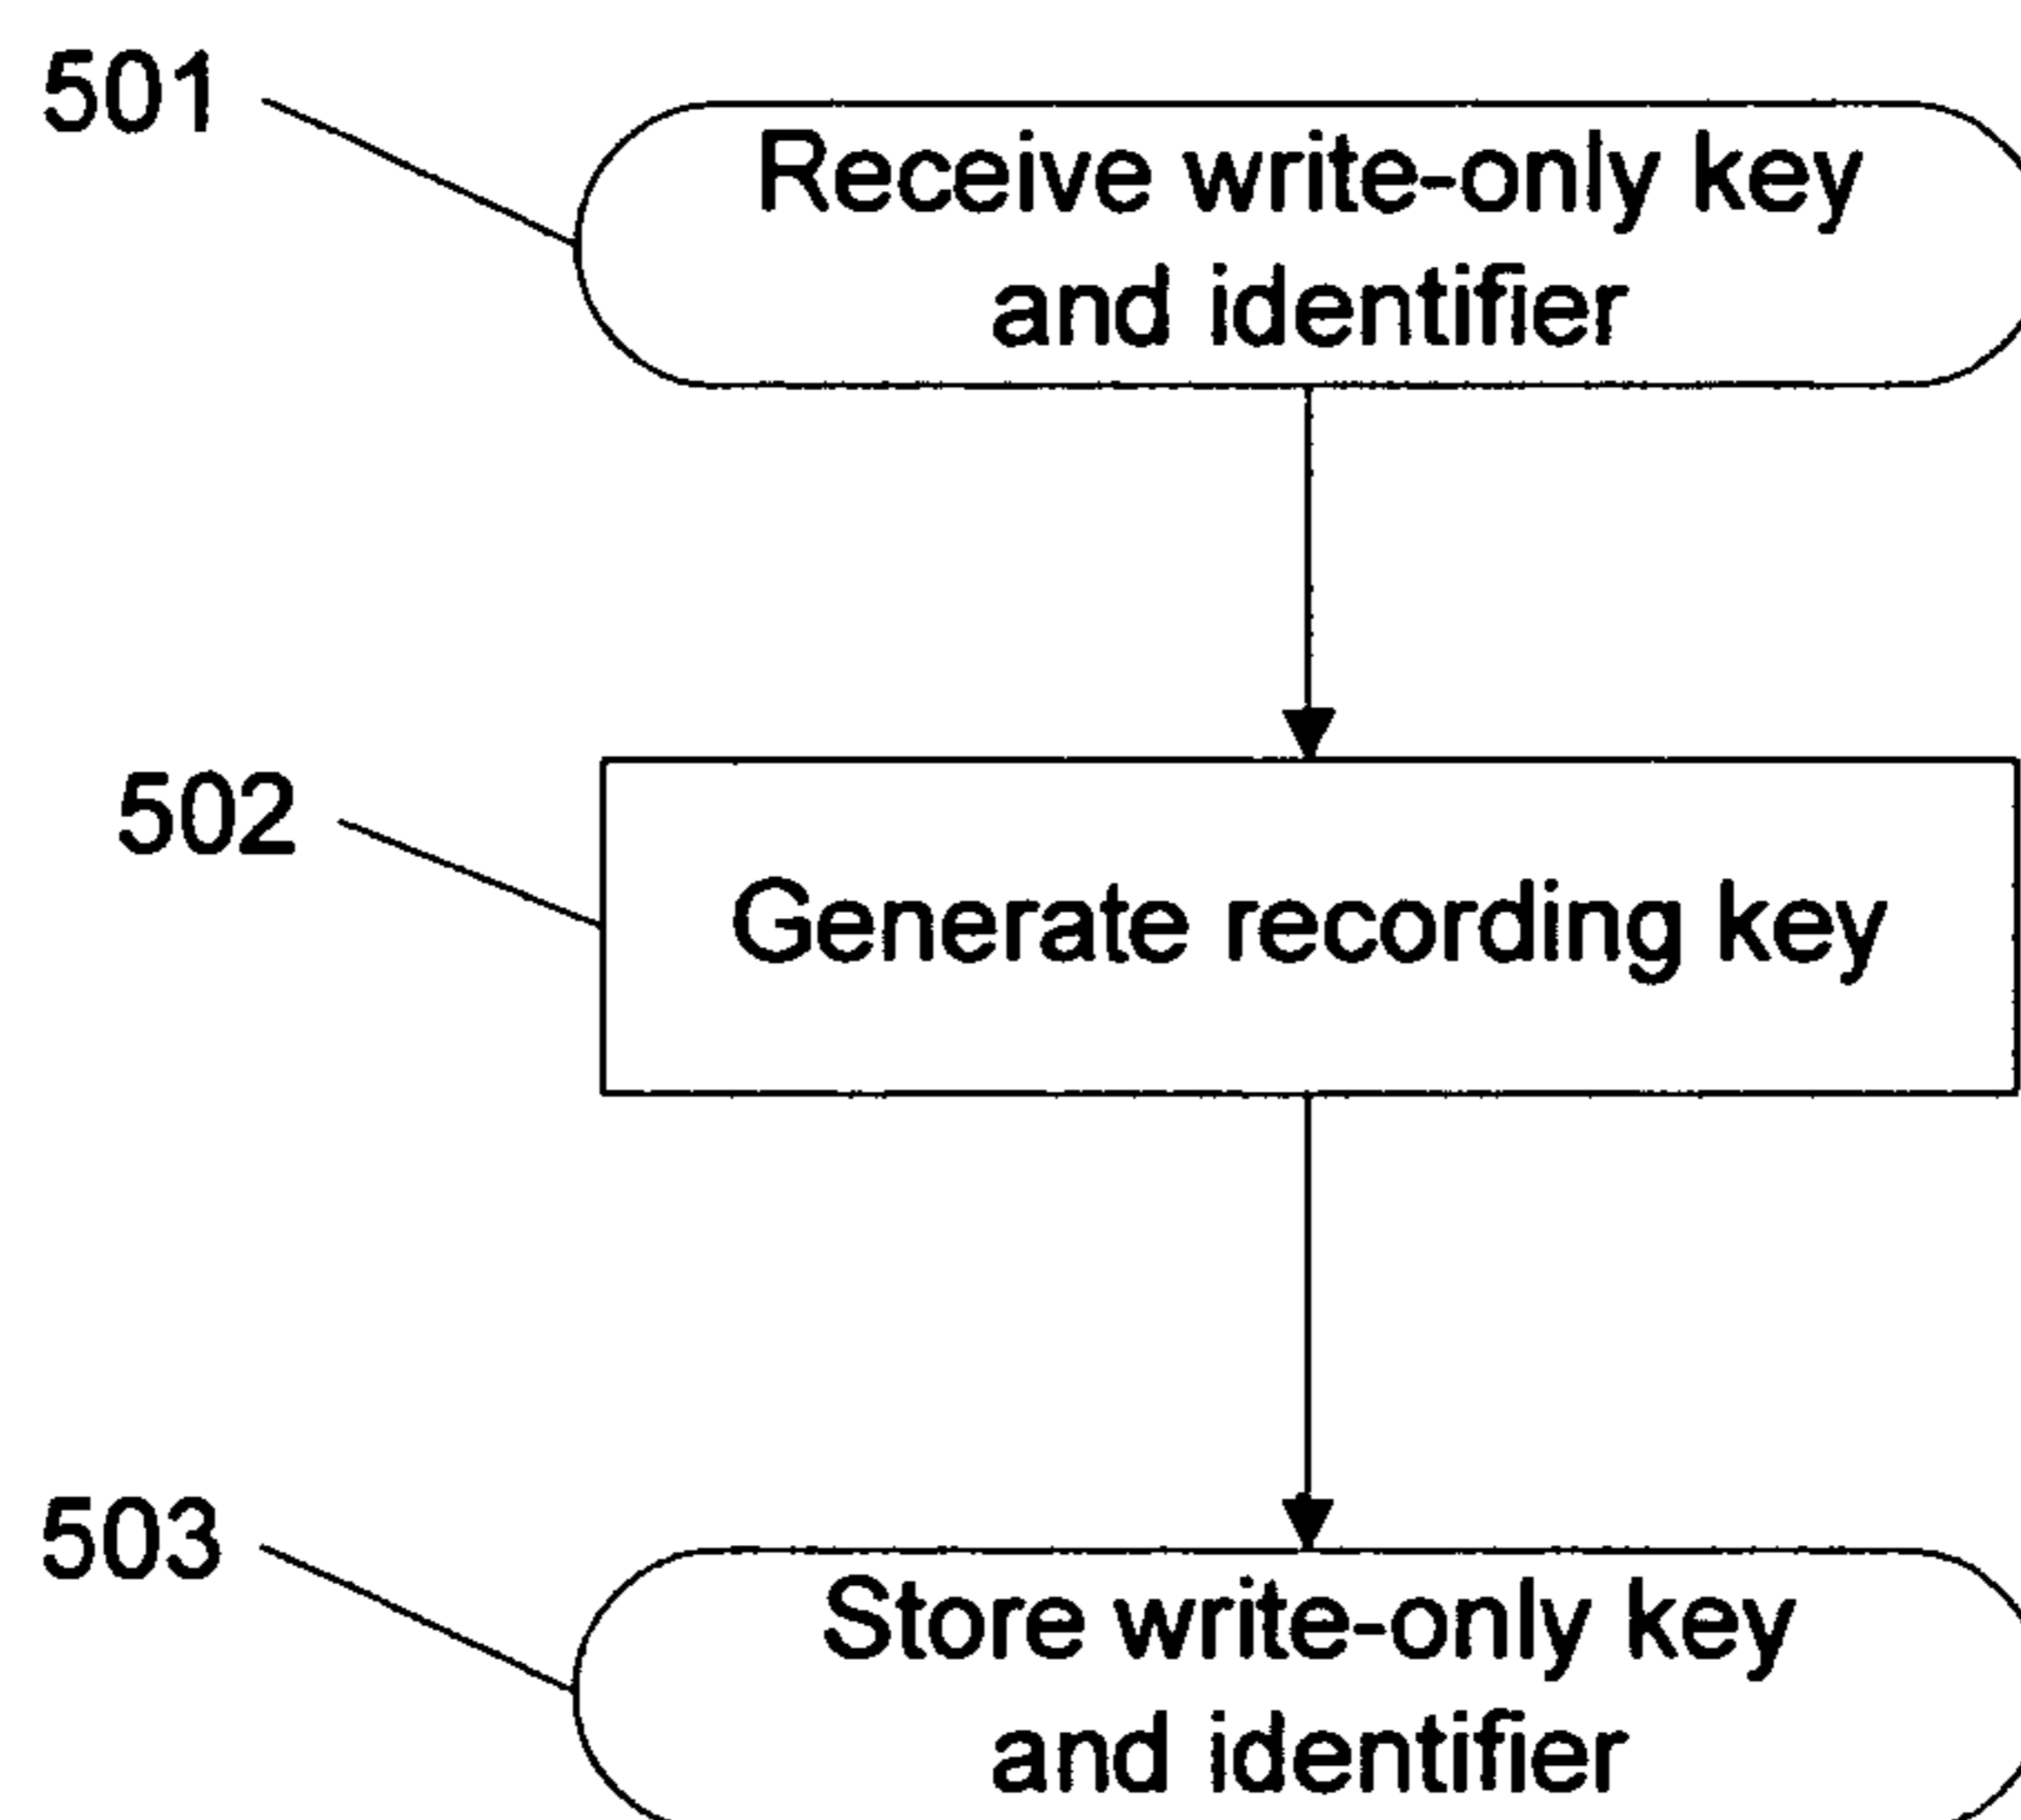 501
Receive write-only key
and identifier
502
Generate recording key
503
Store write-only key
and identifier